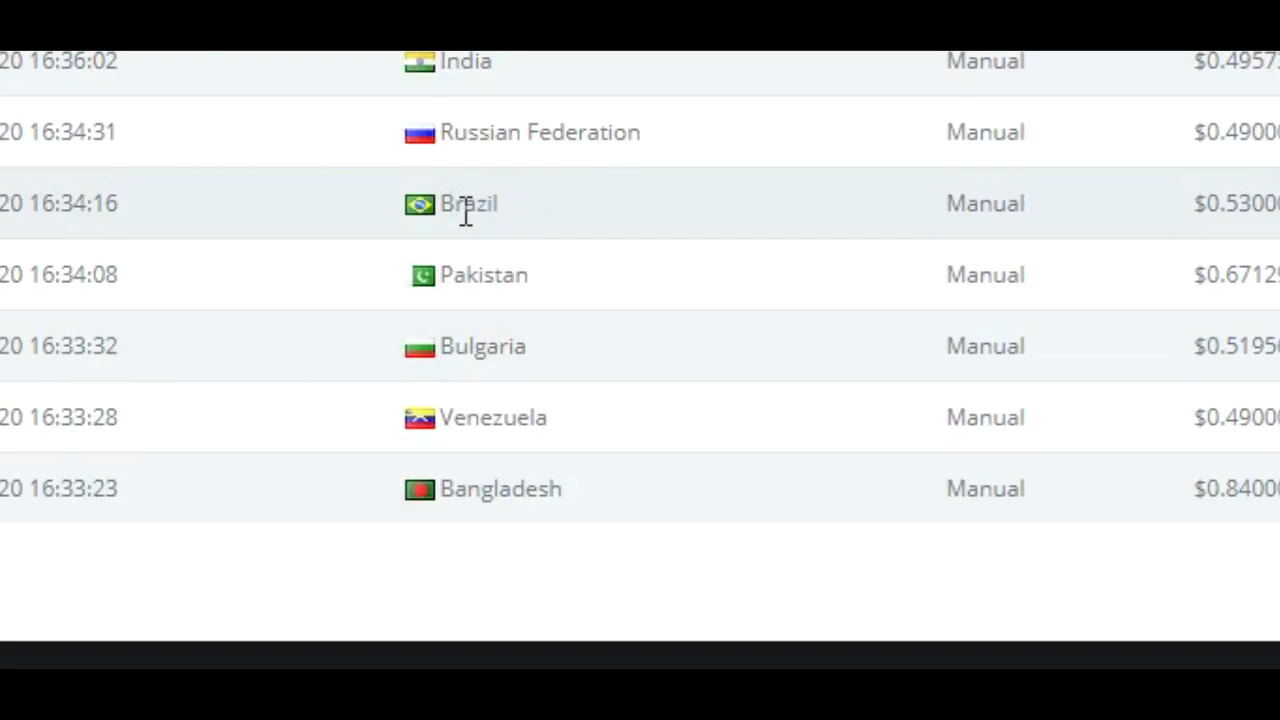 20 16:36:02 India Manual $0.4957
20 16:34:31 Russian Federation Manual $0.4900
20 16:34:16 Brazil Manual $0.5300
20 16:34:08 Pakistan Manual $0.6712
20 16:33:32 Bulgaria Manual $0.5195
20 16:33:28 Venezuela Manual $0.4900
20 16:33:23 Bangladesh Manual $0.8400